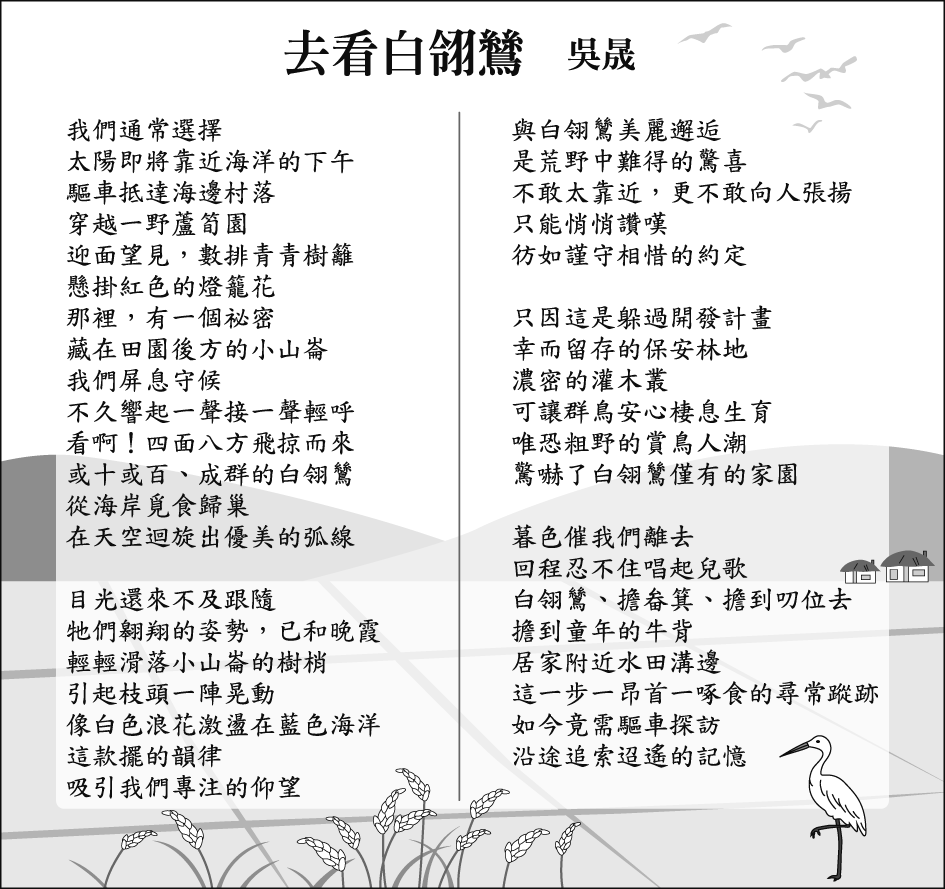 去看白翎鷥　吳晟
我們通常選擇
太陽即將靠近海洋的下午
驅車抵達海邊村落
穿越一野蘆筍園
迎面望見，數排青青樹籬
懸掛紅色的燈籠花
那裡，有一個祕密
藏在田園後方的小山崙
我們屏息守候
不久響起一聲接一聲輕呼
看啊！四面八方飛掠而來
或十或百、成群的白翎鷥
從海岸覓食歸巢
在天空迴旋出優美的弧線

目光還來不及跟隨
牠們翱翔的姿勢，已和晚霞
輕輕滑落小山崙的樹梢
引起枝頭一陣晃動
像白色浪花激盪在藍色海洋
這款擺的韻律
吸引我們專注的仰望

與白翎鷥美麗邂逅
是荒野中難得的驚喜
不敢太靠近，更不敢向人張揚
只能悄悄讚嘆
彷如謹守相惜的約定

只因這是躲過開發計畫
幸而留存的保安林地
濃密的灌木叢
可讓群鳥安心棲息生育
唯恐粗野的賞鳥人潮
驚嚇了白翎鷥僅有的家園

暮色催我們離去
回程忍不住唱起兒歌
白翎鷥、擔畚箕、擔到叨位去
擔到童年的牛背
居家附近水田溝邊
這一步一昂首一啄食的尋常蹤跡
如今竟需驅車探訪
沿途追索迢遙的記憶